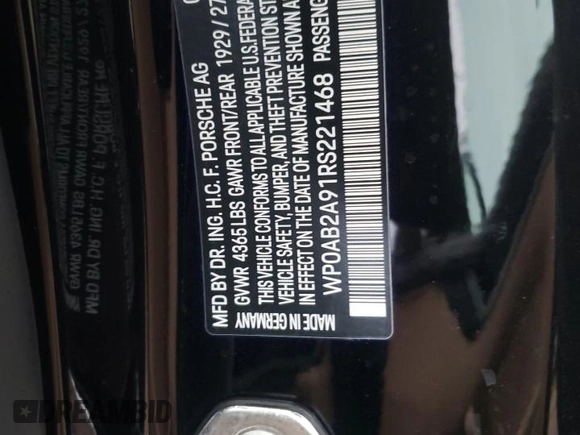 MFD BY DR. ING. H.C. F. PORSCHE AG
GVWR 4365 LBS GAWR FRONT/REAR 1929/27
THIS VEHICLE CONFORMS TO ALL APPLICABLE U.S. FEDERA
VEHICLE SAFETY, BUMPER, AND THEFT PREVENTION ST
IN EFFECT ON THE DATE OF MANUFACTURE SHOWN A
WP0AB2A91RS221468 PASSENG
MADE IN GERMANY
DREAMBID